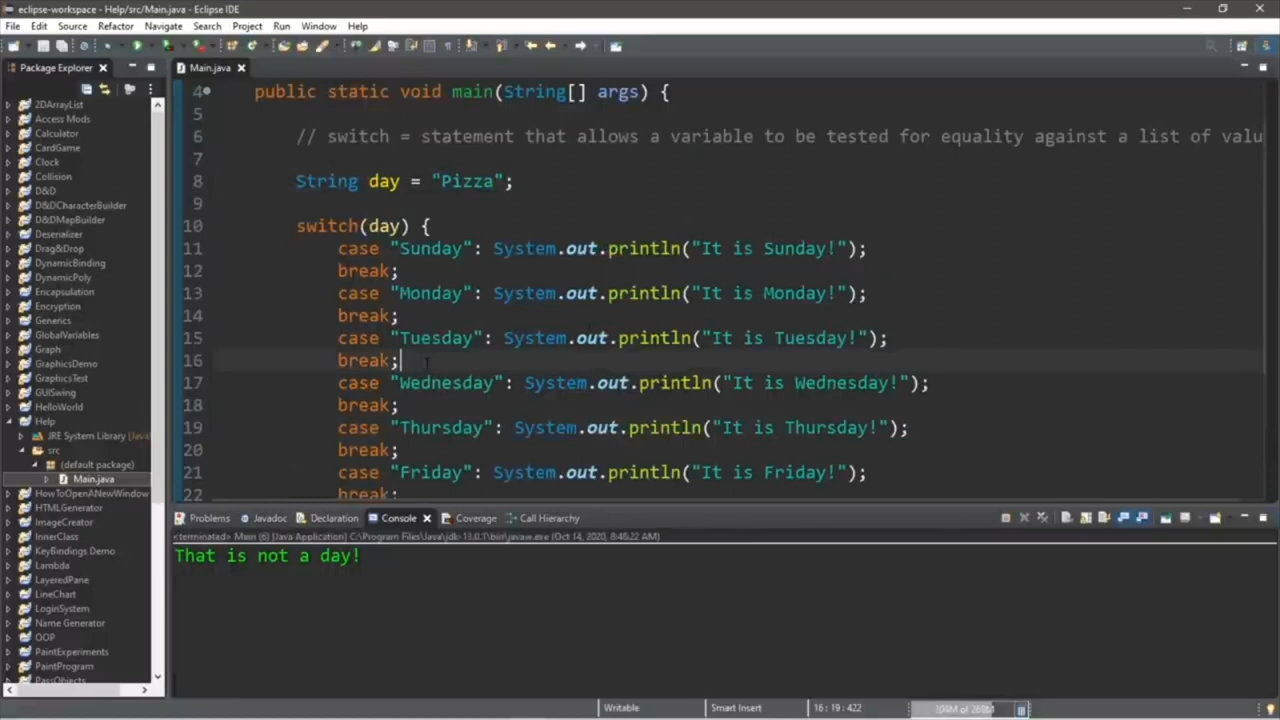 eclipse-workspace - Help/src/Main.java - Eclipse IDE
File Edit Source Refactor Navigate Search Project Run Window Help
Package Explorer
2DArrayList
Access Mods
Calculator
CardGame
Clock
Collision
D&D
D&DCharacterBuilder
D&DMapBuilder
Deserializer
Drag&Drop
DynamicBinding
DynamicPoly
Encapsulation
Encryption
Generics
GlobalVariables
Graph
GraphicsDemo
GraphicsTest
GUISwing
HelloWorld
Help
JRE System Library [Java
src
(default package)
Main.java
HowToOpenANewWindow
HTMLGenerator
ImageCreator
InnerClass
KeyBindings Demo
Lambda
LayeredPane
LineChart
LoginSystem
Name Generator
OOP
PaintExperiments
PaintProgram
PassObjects
Main.java
4 public static void main(String[] args) {
5
6 // switch = statement that allows a variable to be tested for equality against a list of valu
7
8 String day = "Pizza";
9
10 switch(day) {
11 case "Sunday": System.out.println("It is Sunday!");
12 break;
13 case "Monday": System.out.println("It is Monday!");
14 break;
15 case "Tuesday": System.out.println("It is Tuesday!");
16 break;
17 case "Wednesday": System.out.println("It is Wednesday!");
18 break;
19 case "Thursday": System.out.println("It is Thursday!");
20 break;
21 case "Friday": System.out.println("It is Friday!");
22 break;
Problems Javadoc Declaration Console Coverage Call Hierarchy
<terminated> Main (6) [Java Application] C:\Program Files\Java\jdk-13.0.1\bin\javaw.exe (Oct 14, 2020, 8:48:22 AM)
That is not a day!
Writable Smart Insert 16 : 19 : 422